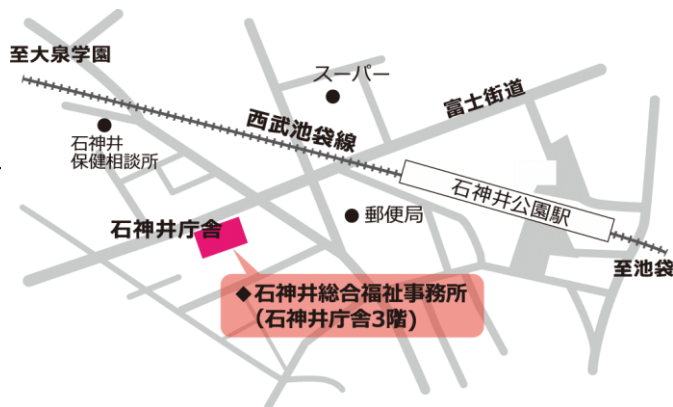 至大泉学園
スーパー
富士街道
西武池袋線
石神井
保健相談所
石神井公園駅
郵便局
石神井庁舎
至池袋
◆石神井総合福祉事務所
(石神井庁舎3階)